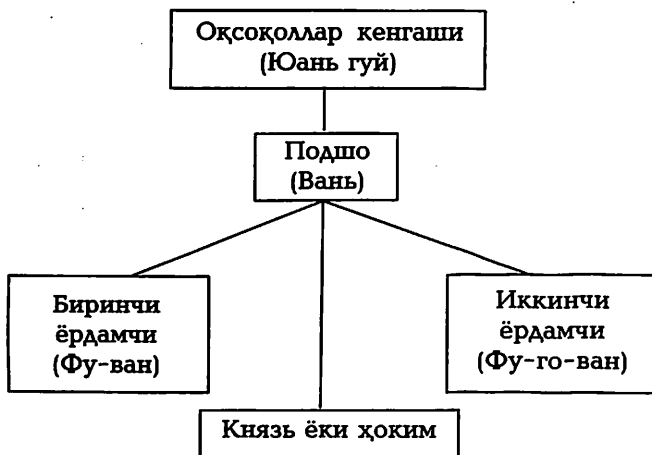 Оқсоқоллар кенгаши
(Юань гуй)
Подшо
(Вань)
Биринчи
ёрдамчи
(Фу-ван)
Иккинчи
ёрдамчи
(Фу-го-ван)
Князь ёки ҳоким